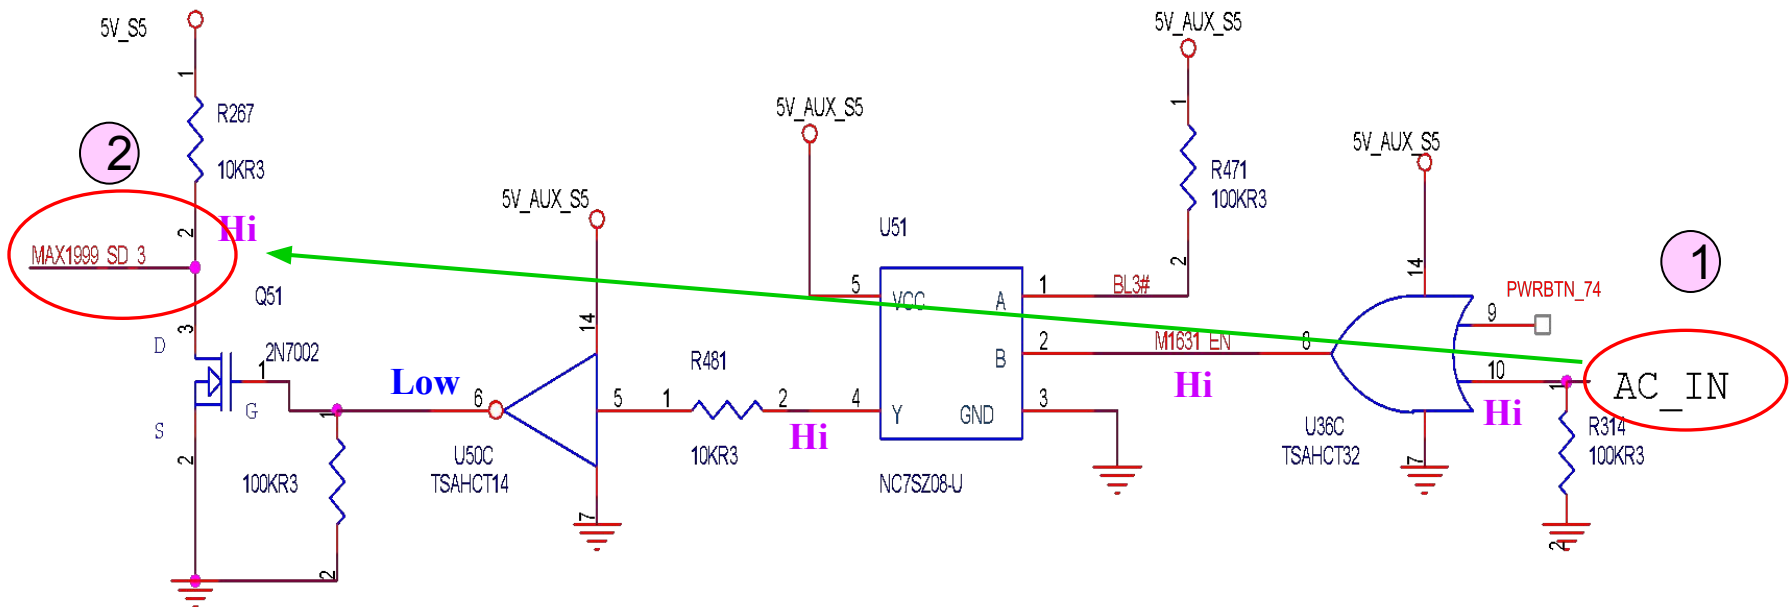 5V_S5
1
R267
10KR3
2
2
Hi
MAX1999_SD_3
Q51
3
D
2N7002
1
G
S
2
100KR3
1
2
Low
6
5V_AUX_S5
14
5
U50C
TSAHCT14
7
1
R481
2
10KR3
Hi
5V_AUX_S5
U51
5
VCC
A
1
B
2
4
Y
GND
3
NC7SZ08-U
BL3#
5V_AUX_S5
1
R471
100KR3
2
M1631_EN
Hi
8
5V_AUX_S5
14
9
PWRBTN_74
10
Hi
U36C
TSAHCT32
7
1
AC_IN
1
R314
100KR3
2